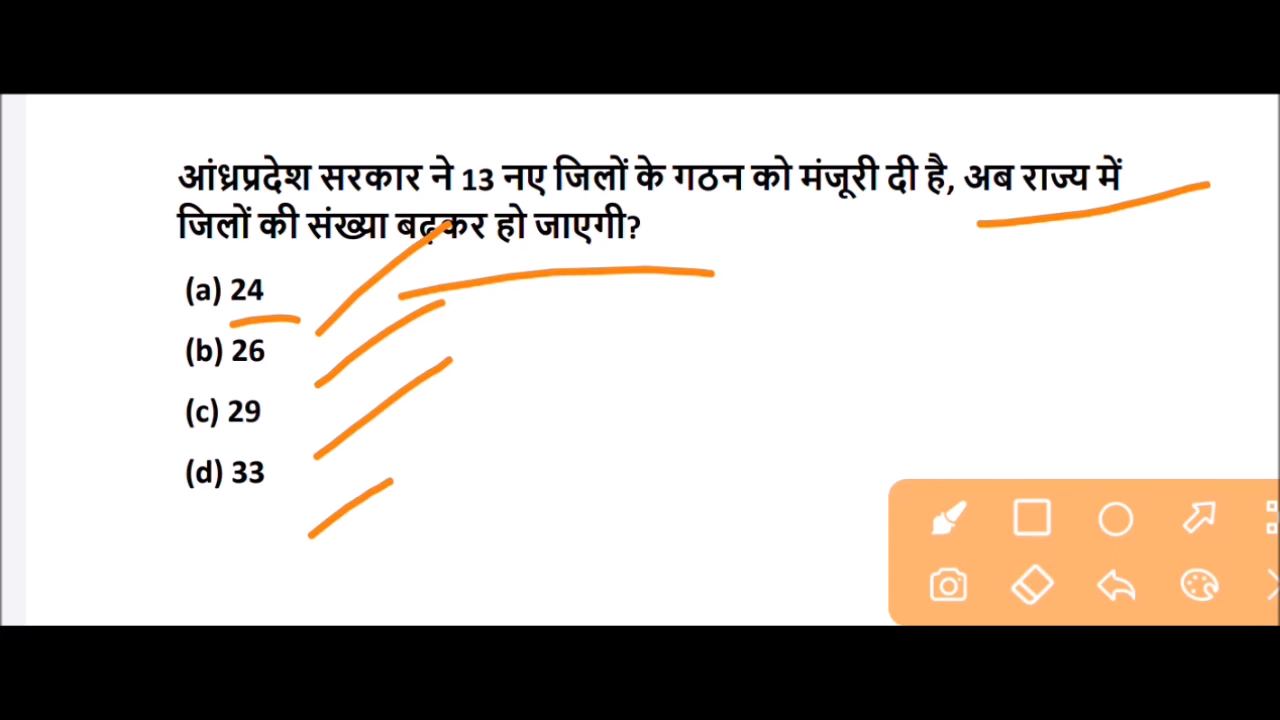 आंध्रप्रदेश सरकार ने 13 नए जिलों के गठन को मंजूरी दी है, अब राज्य में
जिलों की संख्या बढ़कर हो जाएगी?
(a) 24
(b) 26
(c) 29
(d) 33